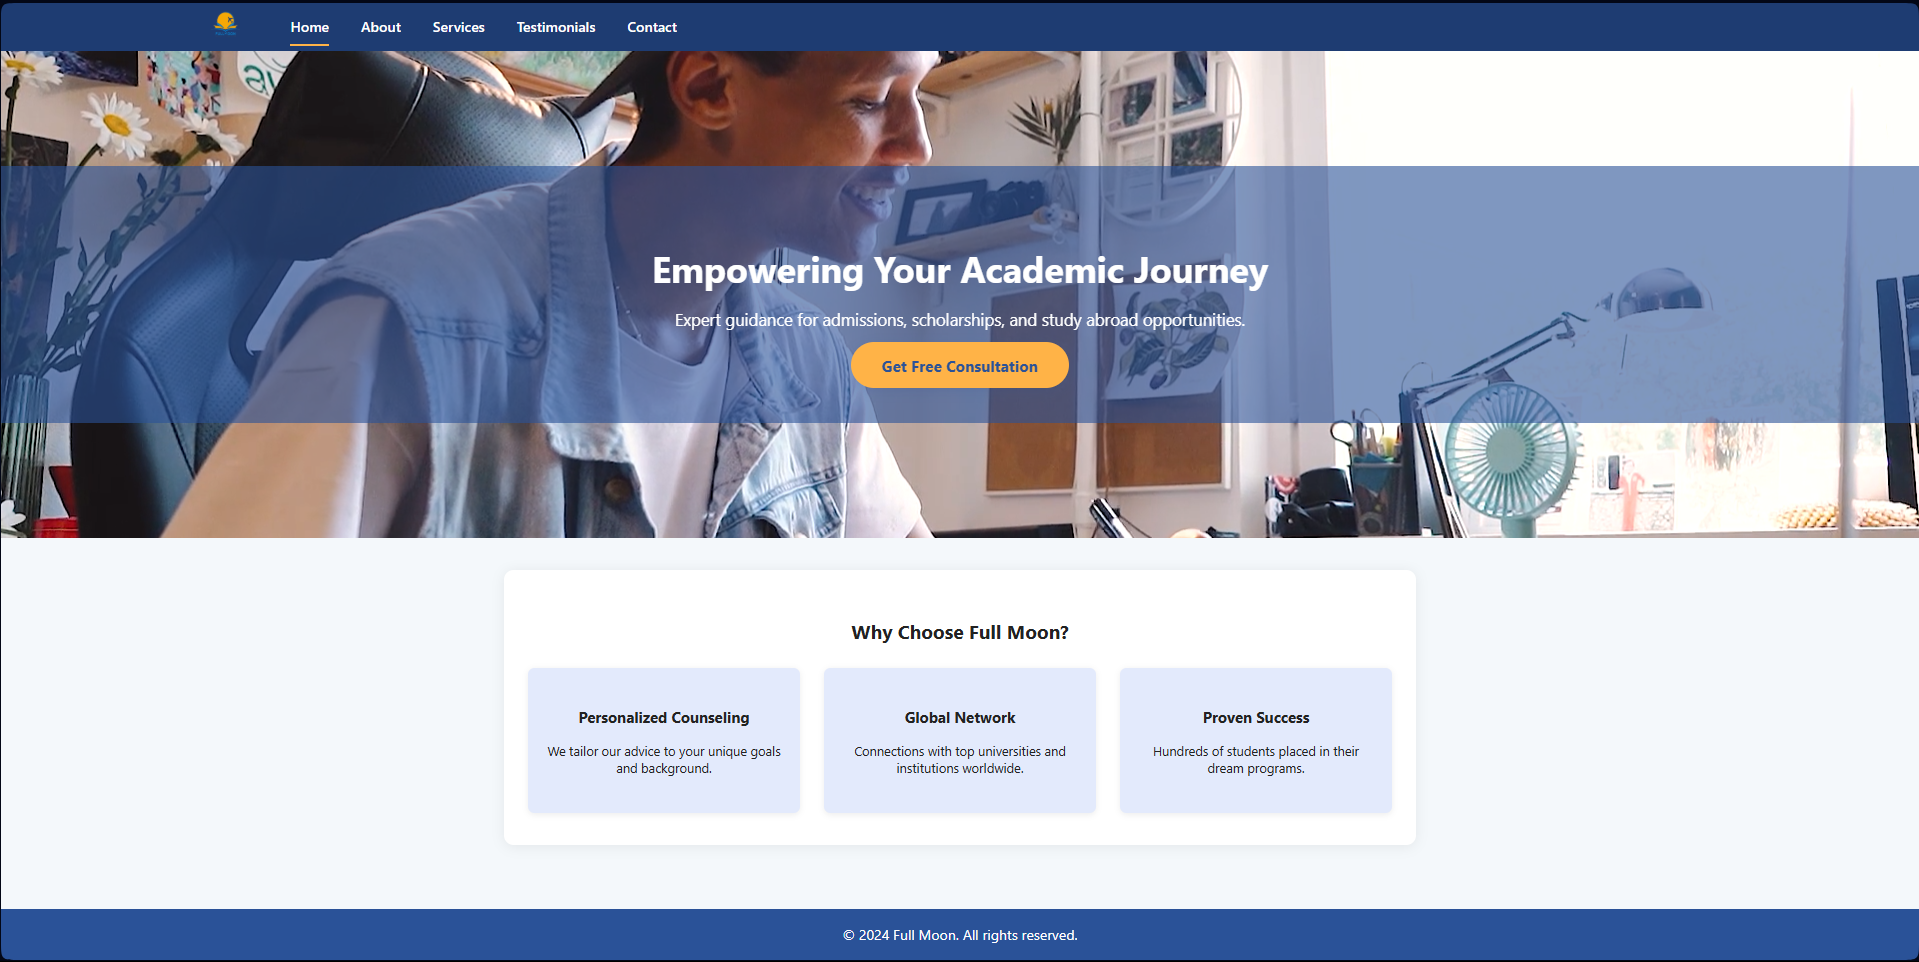 Home
About
Services
Testimonials
Contact
Empowering Your Academic Journey
Expert guidance for admissions, scholarships, and study abroad opportunities.
Get Free Consultation
Why Choose Full Moon?
Personalized Counseling
We tailor our advice to your unique goals
and background.
Global Network
Connections with top universities and
institutions worldwide.
Proven Success
Hundreds of students placed in their
dream programs.
© 2024 Full Moon. All rights reserved.